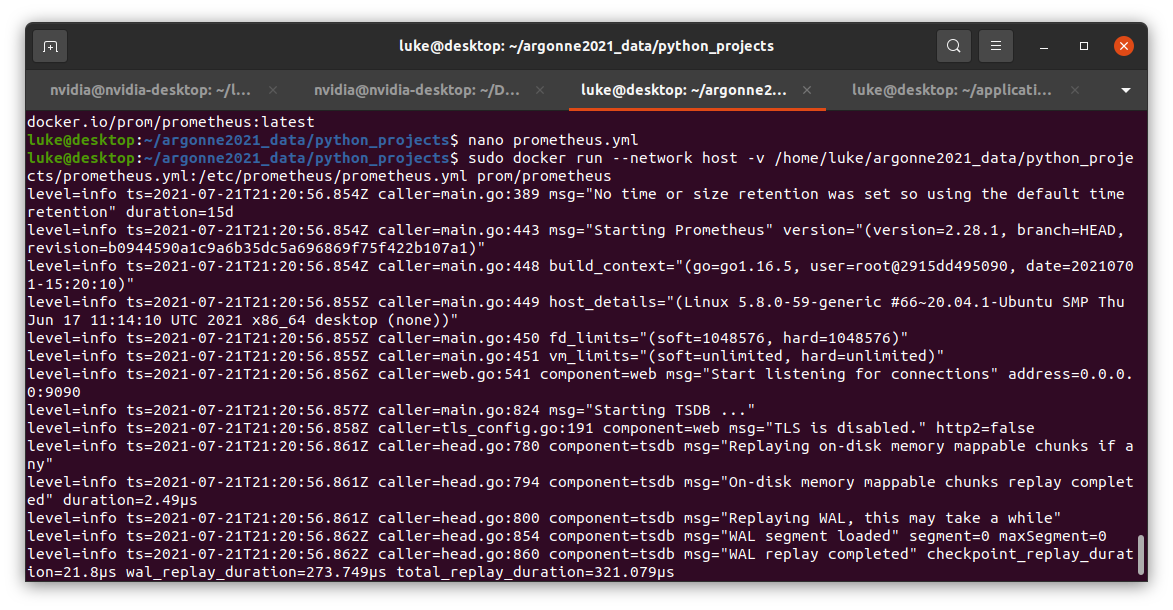 luke@desktop: ~/argonne2021_data/python_projects
nvidia@nvidia-desktop: ~/l...
nvidia@nvidia-desktop: ~/D...
luke@desktop: ~/argonne2...
luke@desktop: ~/applicati...
docker.io/prom/prometheus:latest
luke@desktop:~/argonne2021_data/python_projects$ nano prometheus.yml
luke@desktop:~/argonne2021_data/python_projects$ sudo docker run --network host -v /home/luke/argonne2021_data/python_proje
cts/prometheus.yml:/etc/prometheus/prometheus.yml prom/prometheus
level=info ts=2021-07-21T21:20:56.854Z caller=main.go:389 msg="No time or size retention was set so using the default time
retention" duration=15d
level=info ts=2021-07-21T21:20:56.854Z caller=main.go:443 msg="Starting Prometheus" version="(version=2.28.1, branch=HEAD,
revision=b0944590a1c9a6b35dc5a696869f75f422b107a1)"
level=info ts=2021-07-21T21:20:56.854Z caller=main.go:448 build_context="(go=go1.16.5, user=root@2915dd495090, date=2021070
1-15:20:10)"
level=info ts=2021-07-21T21:20:56.855Z caller=main.go:449 host_details="(Linux 5.8.0-59-generic #66~20.04.1-Ubuntu SMP Thu
Jun 17 11:14:10 UTC 2021 x86_64 desktop (none))"
level=info ts=2021-07-21T21:20:56.855Z caller=main.go:450 fd_limits="(soft=1048576, hard=1048576)"
level=info ts=2021-07-21T21:20:56.855Z caller=main.go:451 vm_limits="(soft=unlimited, hard=unlimited)"
level=info ts=2021-07-21T21:20:56.856Z caller=web.go:541 component=web msg="Start listening for connections" address=0.0.0.
0:9090
level=info ts=2021-07-21T21:20:56.857Z caller=main.go:824 msg="Starting TSDB ..."
level=info ts=2021-07-21T21:20:56.858Z caller=tls_config.go:191 component=web msg="TLS is disabled." http2=false
level=info ts=2021-07-21T21:20:56.861Z caller=head.go:780 component=tsdb msg="Replaying on-disk memory mappable chunks if a
ny"
level=info ts=2021-07-21T21:20:56.861Z caller=head.go:794 component=tsdb msg="On-disk memory mappable chunks replay complet
ed" duration=2.49µs
level=info ts=2021-07-21T21:20:56.861Z caller=head.go:800 component=tsdb msg="Replaying WAL, this may take a while"
level=info ts=2021-07-21T21:20:56.862Z caller=head.go:854 component=tsdb msg="WAL segment loaded" segment=0 maxSegment=0
level=info ts=2021-07-21T21:20:56.862Z caller=head.go:860 component=tsdb msg="WAL replay completed" checkpoint_replay_durat
ion=21.8µs wal_replay_duration=273.749µs total_replay_duration=321.079µs